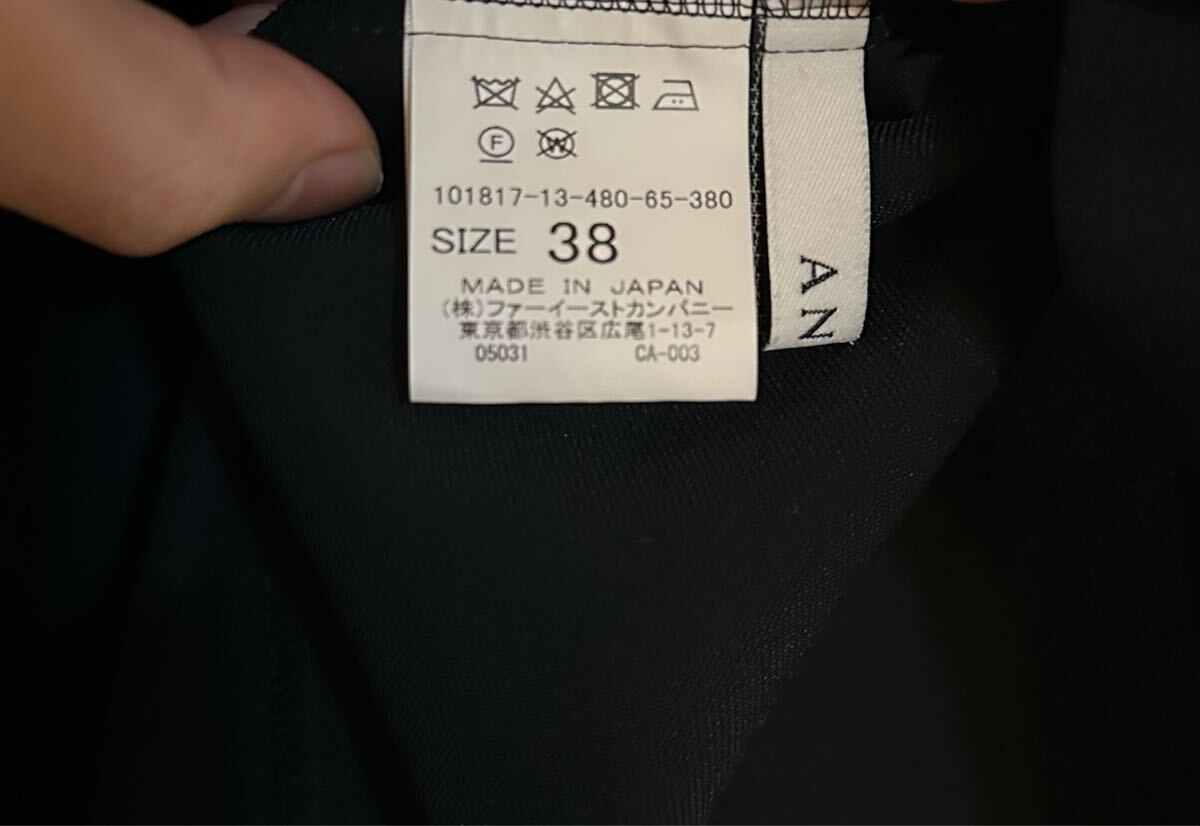 101817-13-480-65-380
SIZE 38
MADE IN JAPAN
(株)ファーイーストカンパニー
東京都渋谷区広尾1-13-7
05031 CA-003
AN